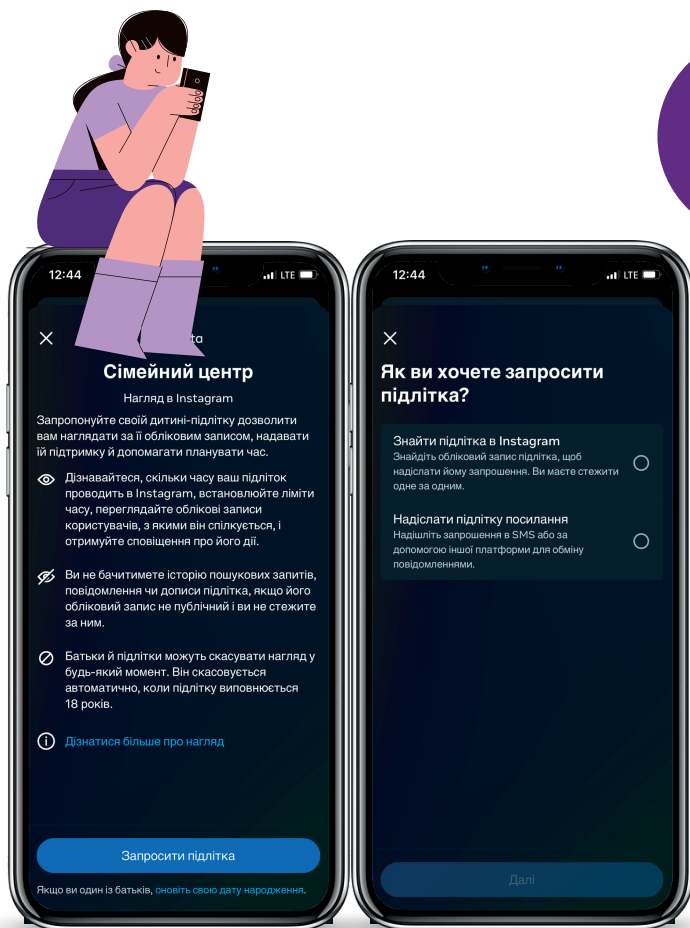 12:44
LTE
ta
Сімейний центр
Нагляд в Instagram
Запропонуйте своїй дитині-підлітку дозволити
вам наглядати за її обліковим записом, надавати
їй підтримку й допомагати планувати час.
Дізнавайтеся, скільки часу ваш підліток
проводить в Instagram, встановлюйте ліміти
часу, переглядайте облікові записи
користувачів, з якими він спілкується, і
отримуйте сповіщення про його дії.
Ви не бачитимете історію пошукових запитів,
повідомлення чи дописи підлітка, якщо його
обліковий запис не публічний і ви не стежите
за ним.
Батьки й підлітки можуть скасувати нагляд у
будь-який момент. Він скасовується
автоматично, коли підлітку виповнюється
18 років.
Дізнатися більше про нагляд
Запросити підлітка
Якщо ви один із батьків, оновіть свою дату народження.
12:44
LTE
Як ви хочете запросити
підлітка?
Знайти підлітка в Instagram
Знайдіть обліковий запис підлітка, щоб
надіслати йому запрошення. Ви маєте стежити
одне за одним.
Надіслати підлітку посилання
Надішліть запрошення в SMS або за
допомогою іншої платформи для обміну
повідомленнями.
Далі